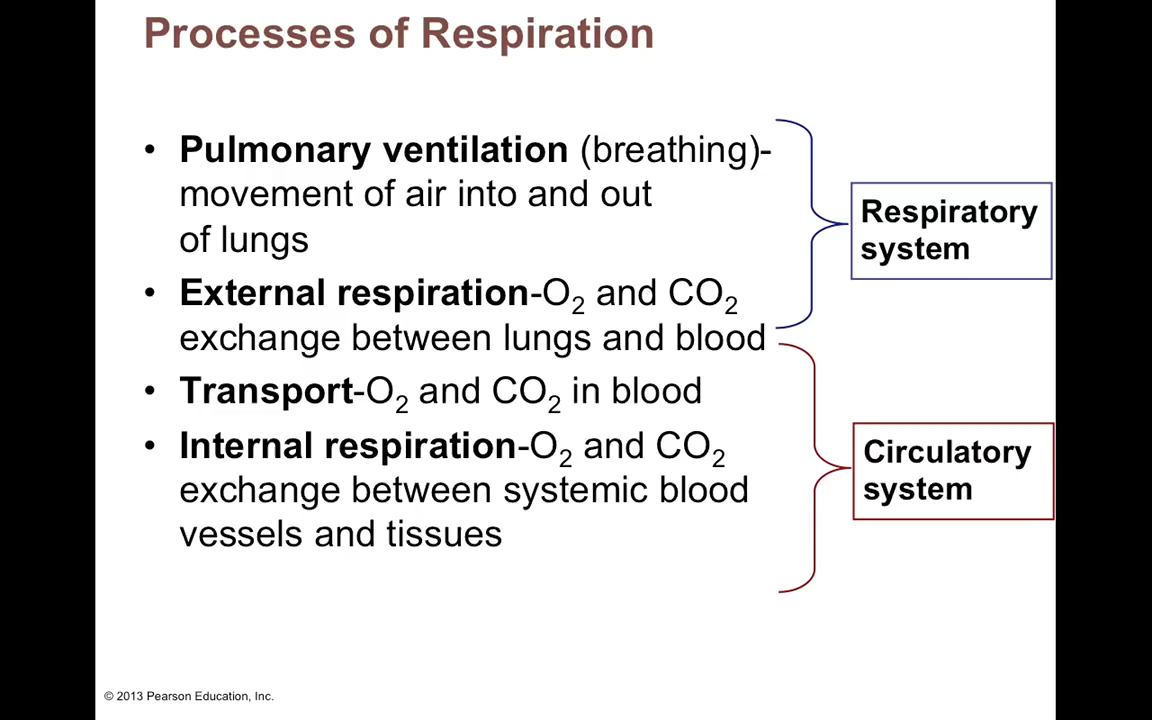 Processes of Respiration
• Pulmonary ventilation (breathing)-
movement of air into and out
of lungs
• External respiration-O₂ and CO₂
exchange between lungs and blood
• Transport-O₂ and CO₂ in blood
• Internal respiration-O₂ and CO₂
exchange between systemic blood
vessels and tissues
Respiratory
system
Circulatory
system
© 2013 Pearson Education, Inc.